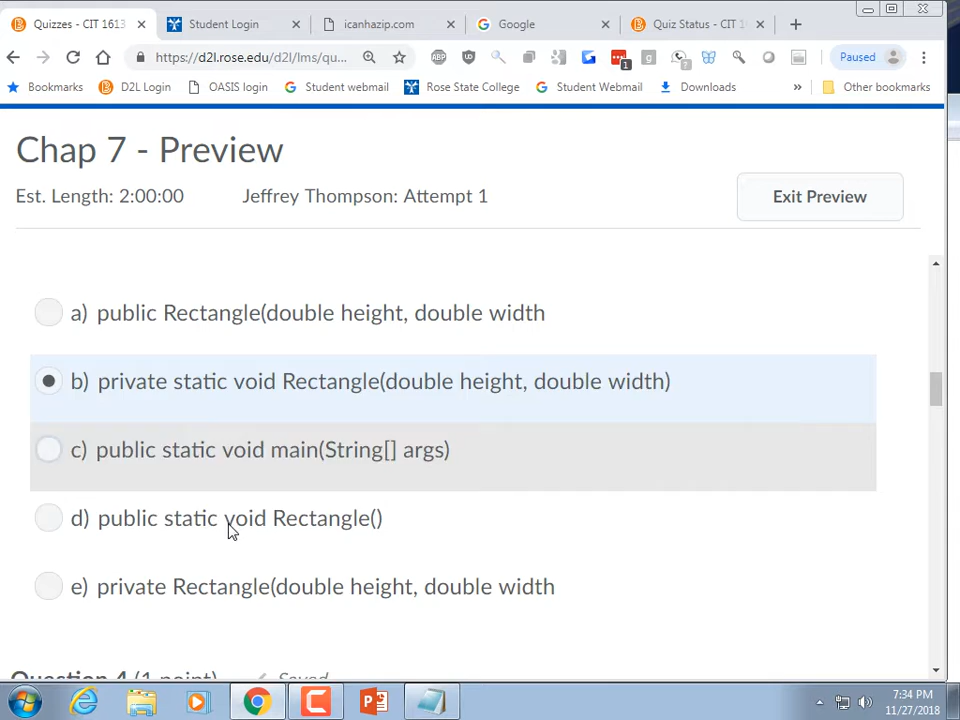 Quizzes - CIT 1613
Student Login
icanhazip.com
Google
Quiz Status - CIT 1
https://d2l.rose.edu/d2l/lms/qu...
ABP
1
g
?
Paused
Bookmarks
D2L Login
OASIS login
Student webmail
Rose State College
Student Webmail
Downloads
»
Other bookmarks
Chap 7 - Preview
Est. Length: 2:00:00
Jeffrey Thompson: Attempt 1
Exit Preview
a) public Rectangle(double height, double width
b) private static void Rectangle(double height, double width)
c) public static void main(String[] args)
d) public static void Rectangle()
e) private Rectangle(double height, double width
Question 4 (1 point)
Saved
7:34 PM
11/27/2018